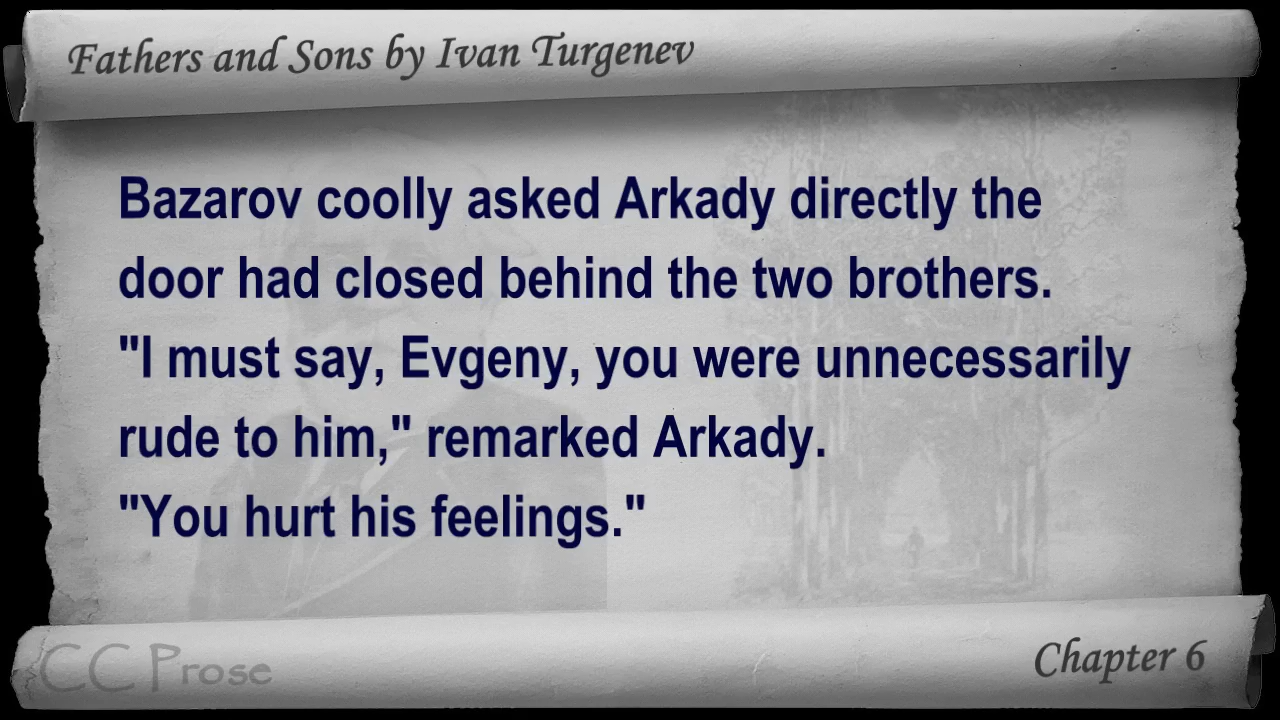 Fathers and Sons by Ivan Turgenev
Bazarov coolly asked Arkady directly the
door had closed behind the two brothers.
"I must say, Evgeny, you were unnecessarily
rude to him," remarked Arkady.
"You hurt his feelings."
CC Prose
Chapter 6